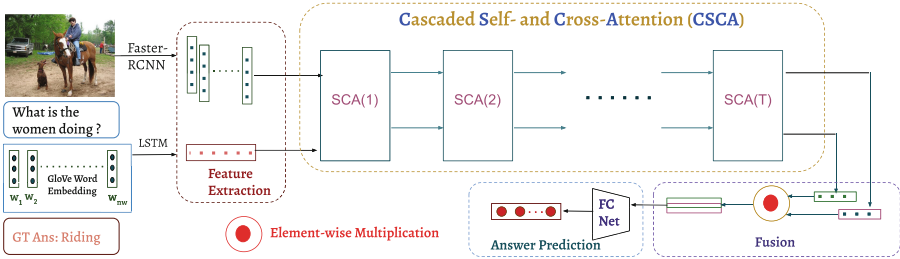 Cascaded Self- and Cross-Attention (CSCA)
Faster-
RCNN
What is the
women doing ?
LSTM
GloVe Word
Embedding
w1 w2 wnw
GT Ans: Riding
Feature
Extraction
SCA(1)
SCA(2)
SCA(T)
Element-wise Multiplication
FC
Net
Answer Prediction
Fusion